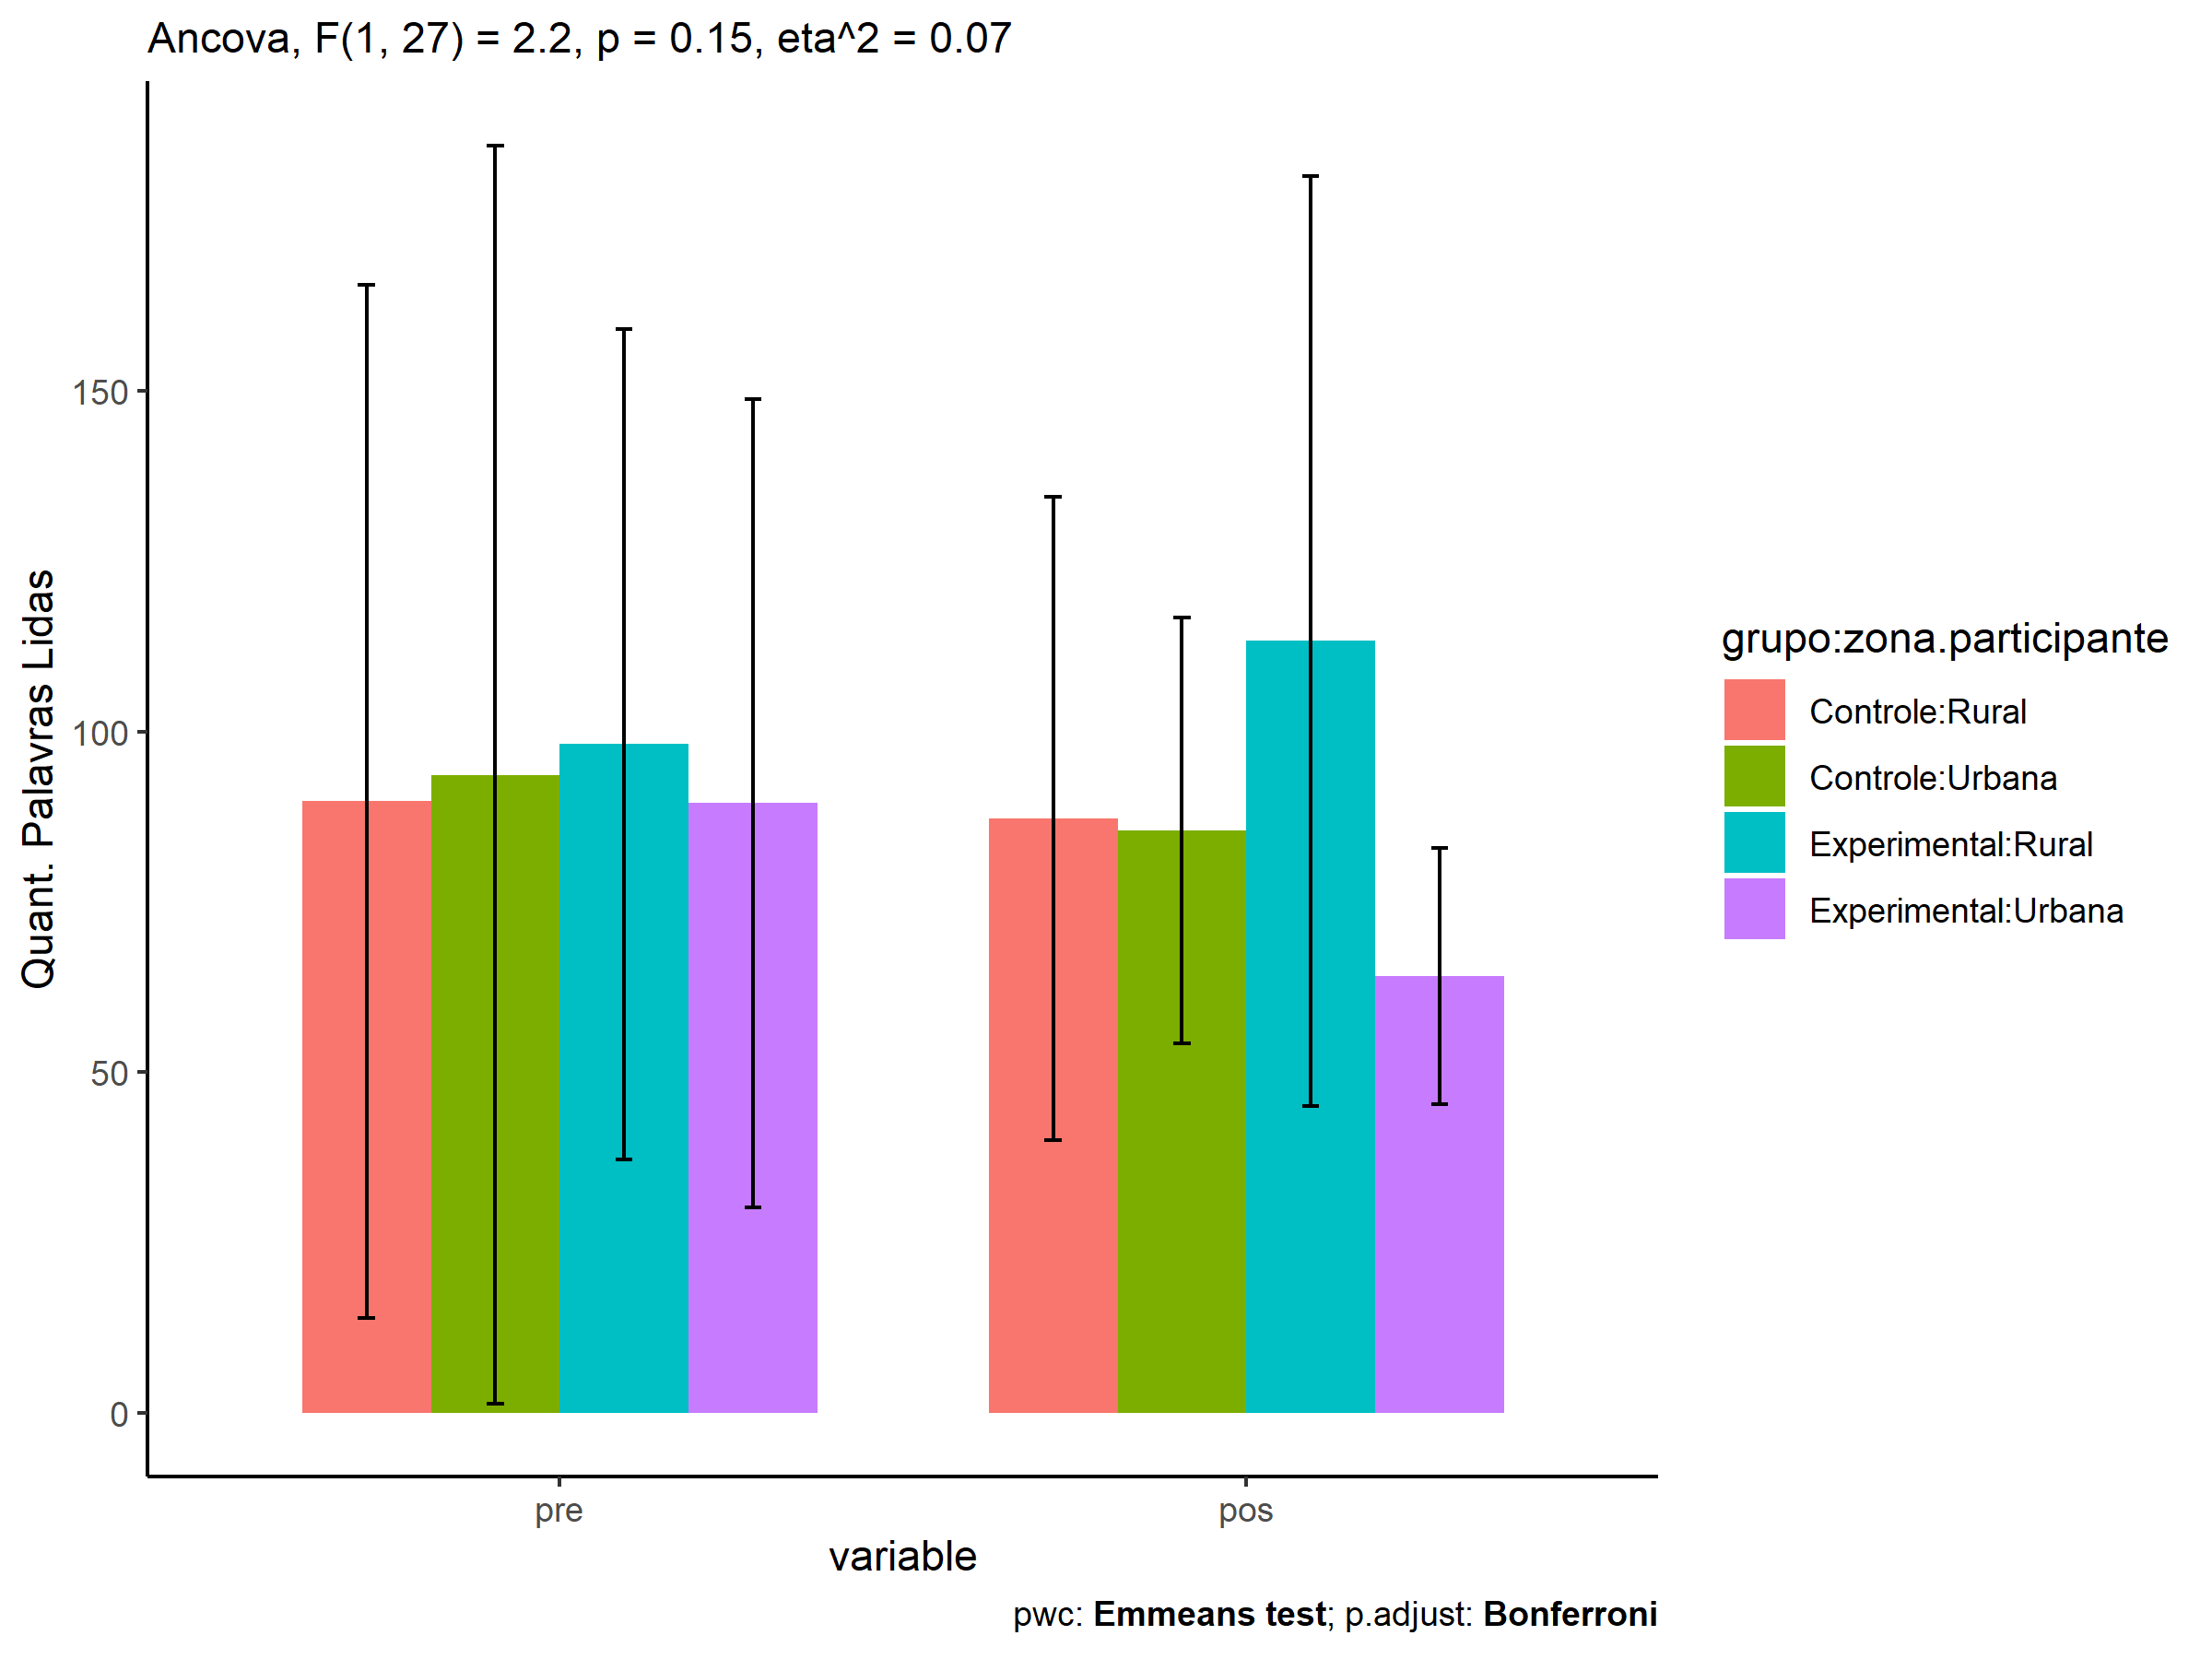 Ancova, F(1, 27) = 2.2, p = 0.15, eta^2 = 0.07
Quant. Palavras Lidas
150
100
50
0
pre
pos
variable
grupo:zona.participante
Controle:Rural
Controle:Urbana
Experimental:Rural
Experimental:Urbana
pwc: Emmeans test; p.adjust: Bonferroni